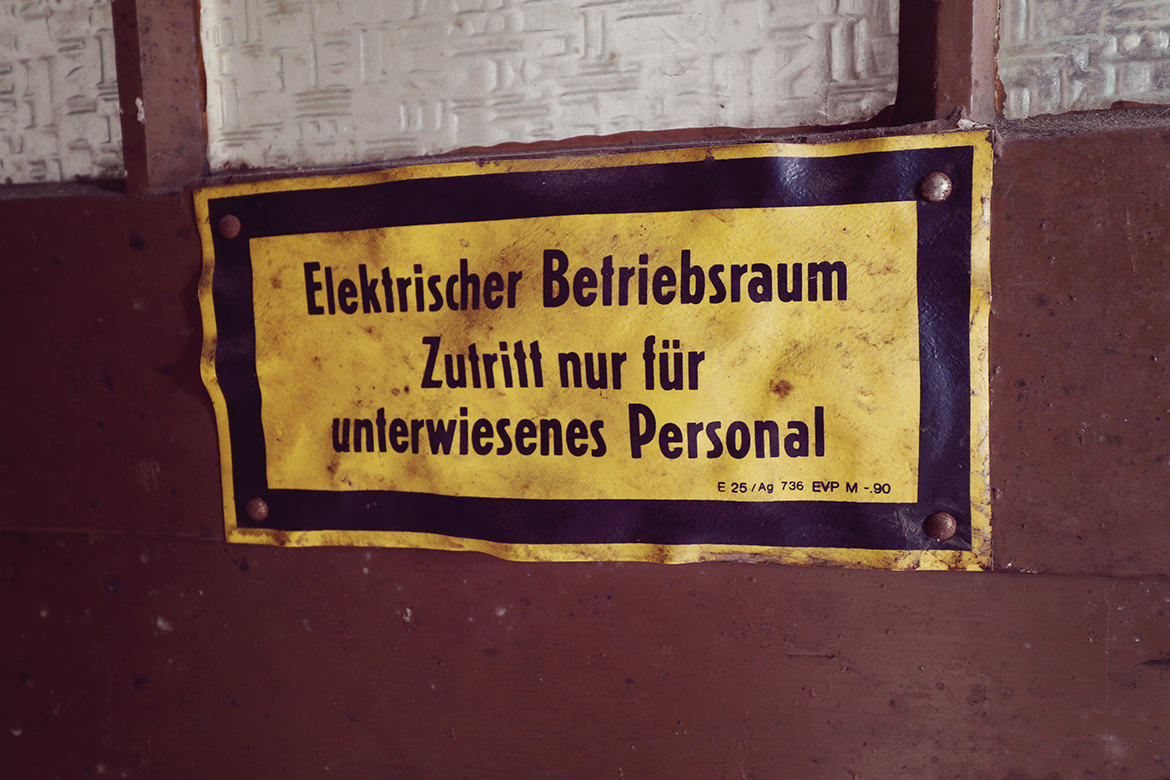 Elektrischer Betriebsraum
Zutritt nur für
unterwiesenes Personal
E 25/Ag 736 EVP M -.90